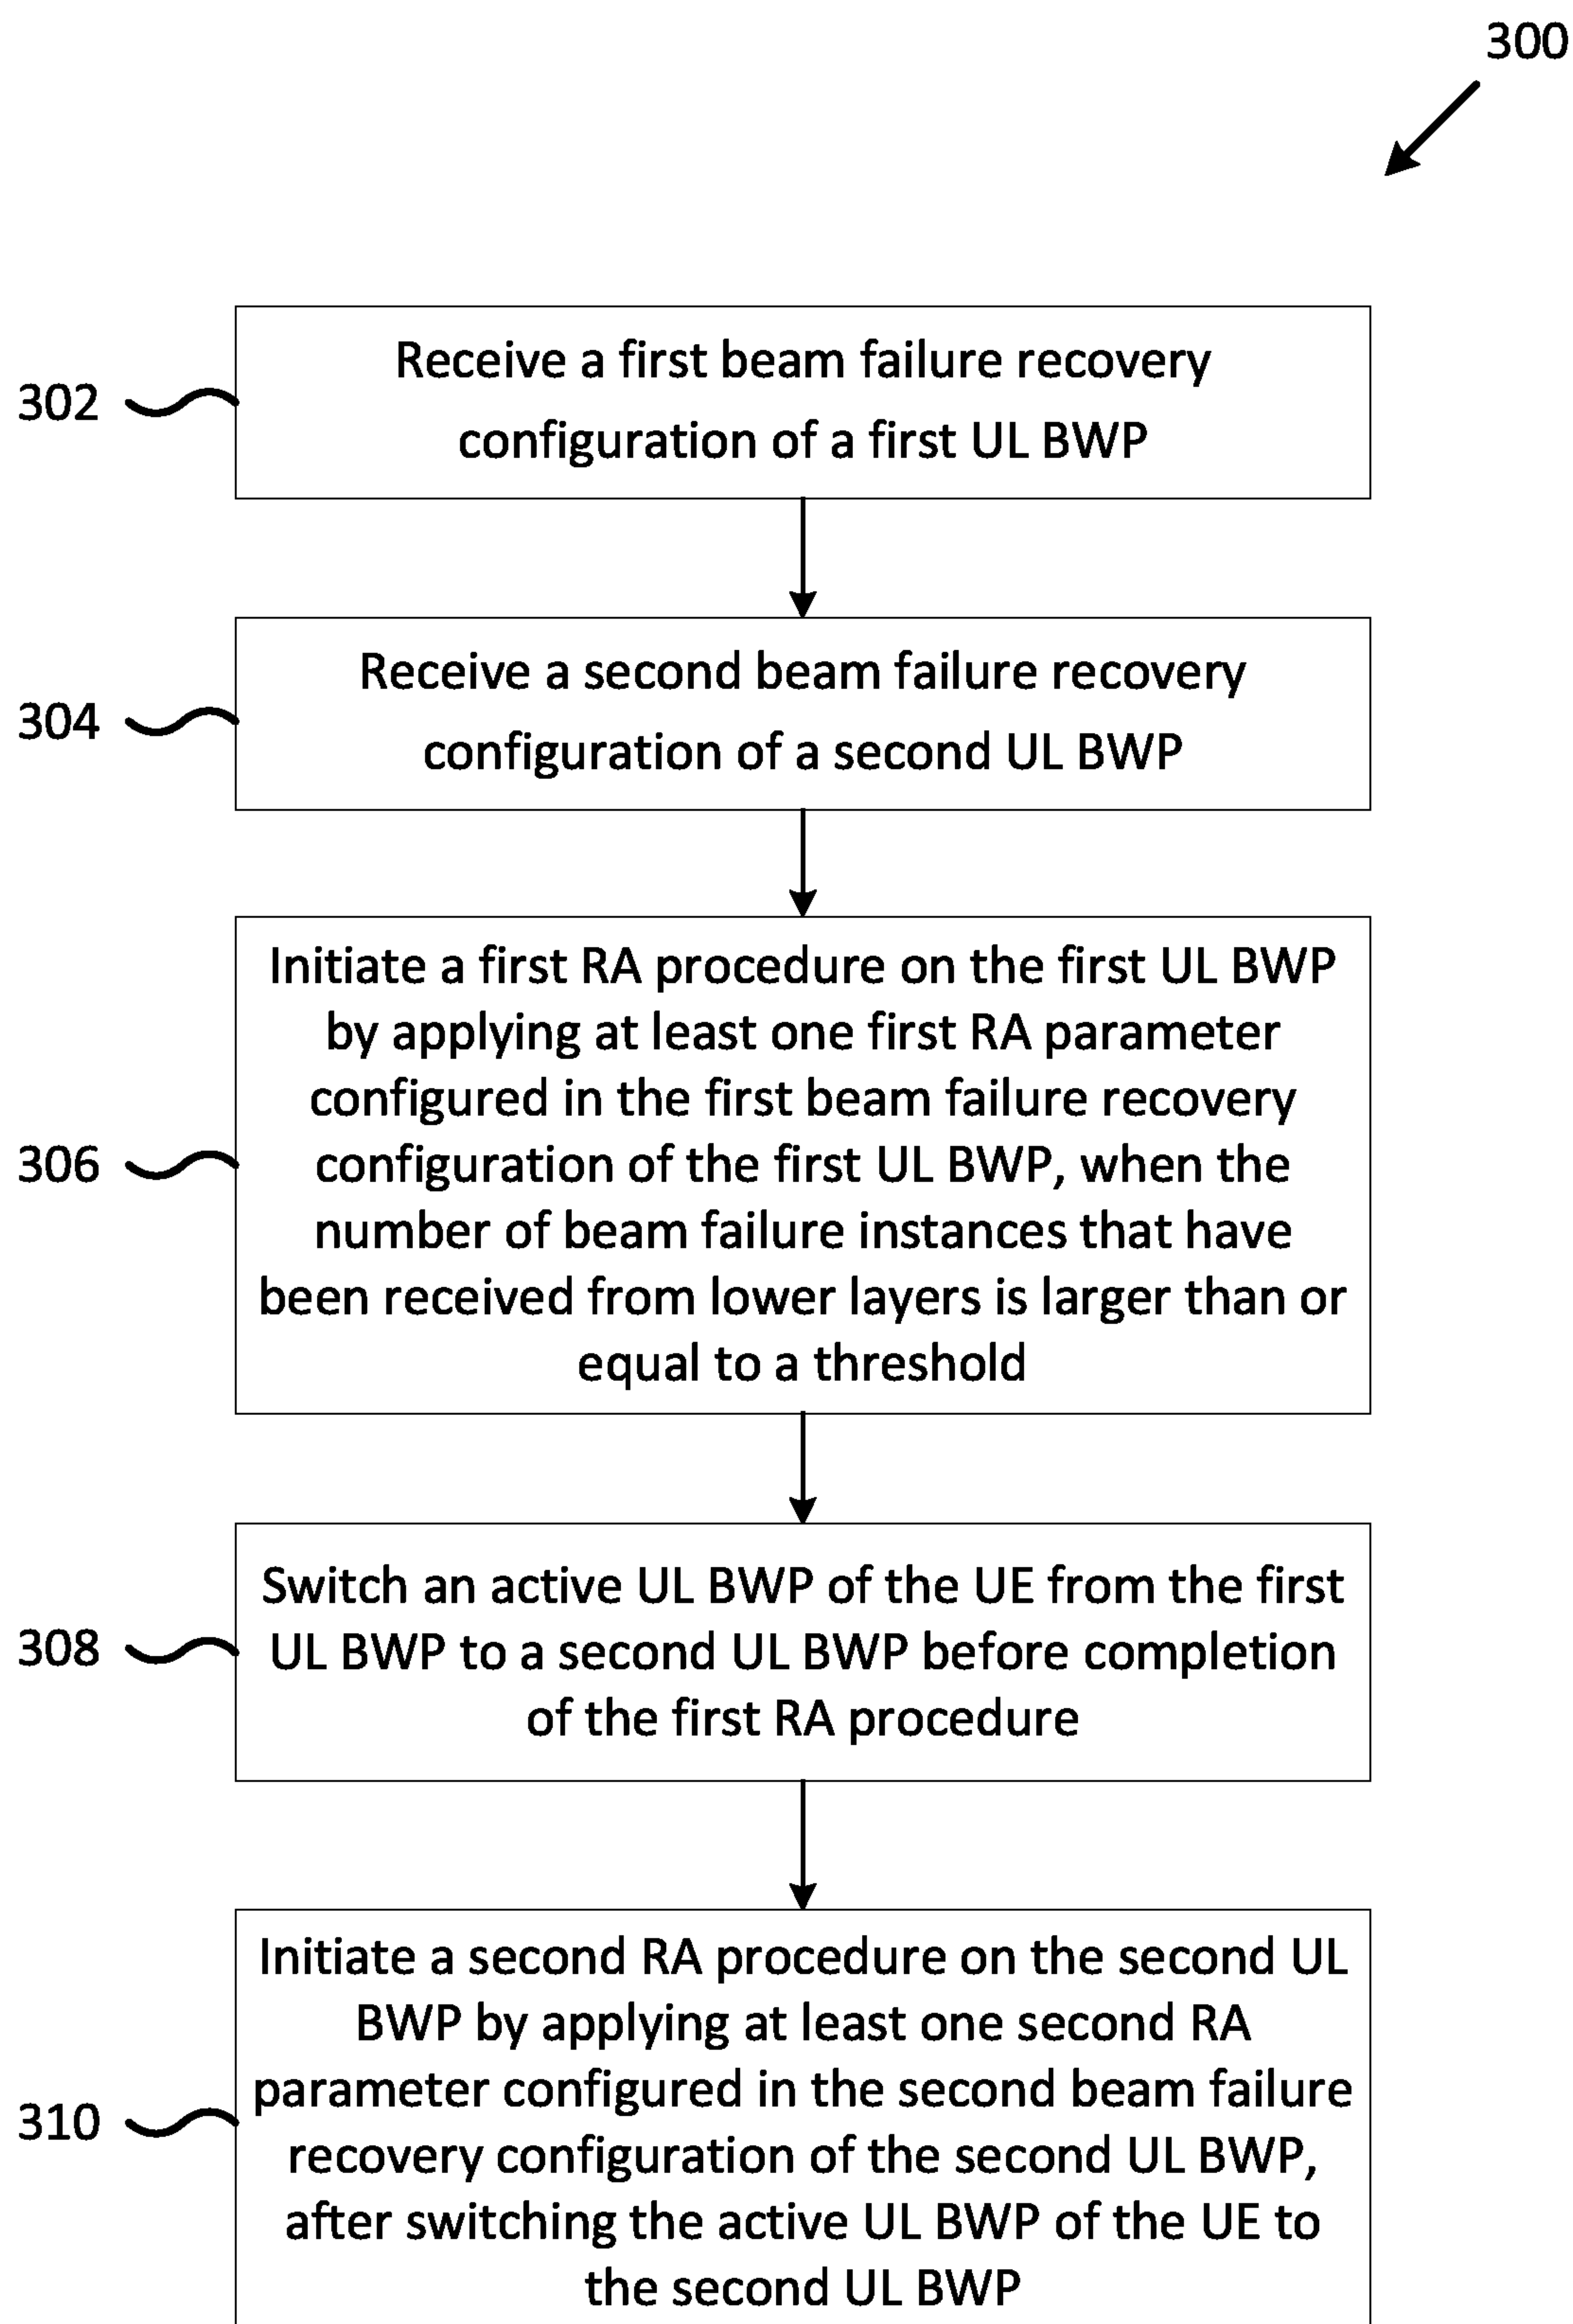 300
302
Receive a first beam failure recovery
configuration of a first UL BWP
304
Receive a second beam failure recovery
configuration of a second UL BWP
306
Initiate a first RA procedure on the first UL BWP
by applying at least one first RA parameter
configured in the first beam failure recovery
configuration of the first UL BWP, when the
number of beam failure instances that have
been received from lower layers is larger than or
equal to a threshold
308
Switch an active UL BWP of the UE from the first
UL BWP to a second UL BWP before completion
of the first RA procedure
310
Initiate a second RA procedure on the second UL
BWP by applying at least one second RA
parameter configured in the second beam failure
recovery configuration of the second UL BWP,
after switching the active UL BWP of the UE to
the second UL BWP